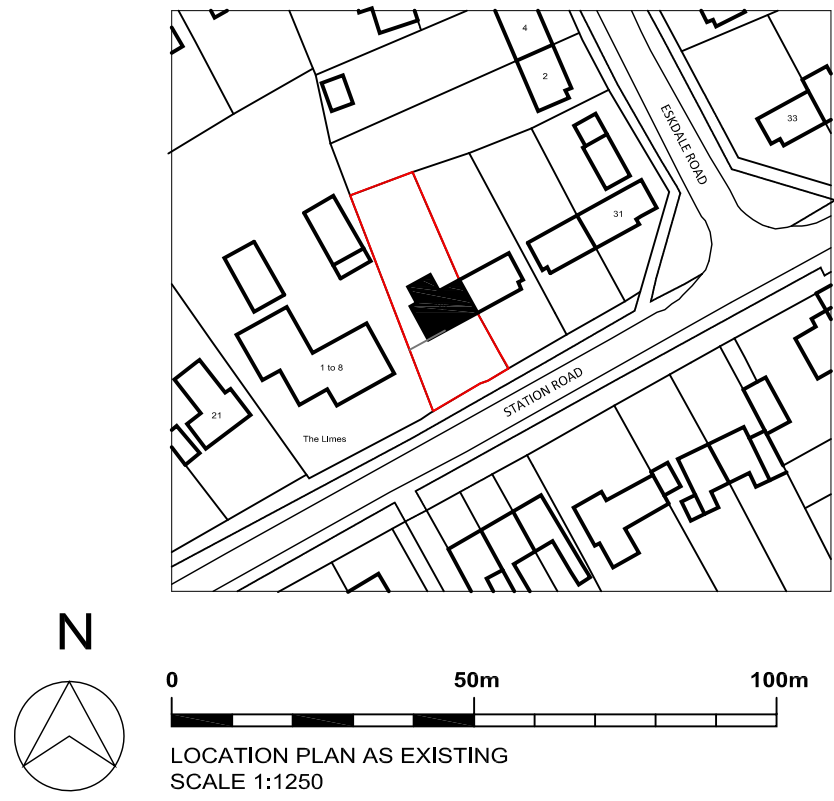 4
2
ESKDALE ROAD
33
31
1 to 8
21
STATION ROAD
The LImes
N
0 50m 100m
LOCATION PLAN AS EXISTING
SCALE 1:1250